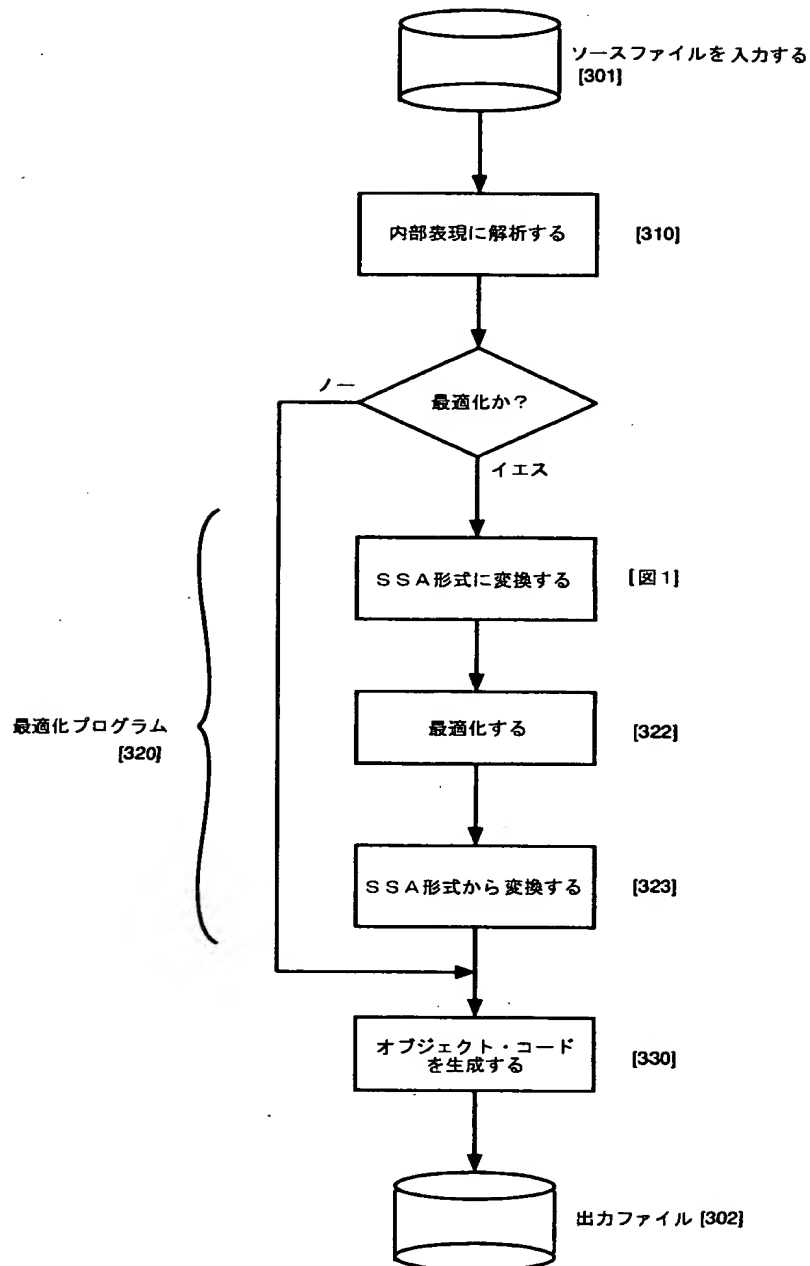 ソースファイルを入力する
[301]
内部表現に解析する
[310]
ノー
最適化か？
イエス
ＳＳＡ形式に変換する
[図1]
最適化プログラム
[320]
最適化する
[322]
ＳＳＡ形式から変換する
[323]
オブジェクト・コード
を生成する
[330]
出力ファイル [302]